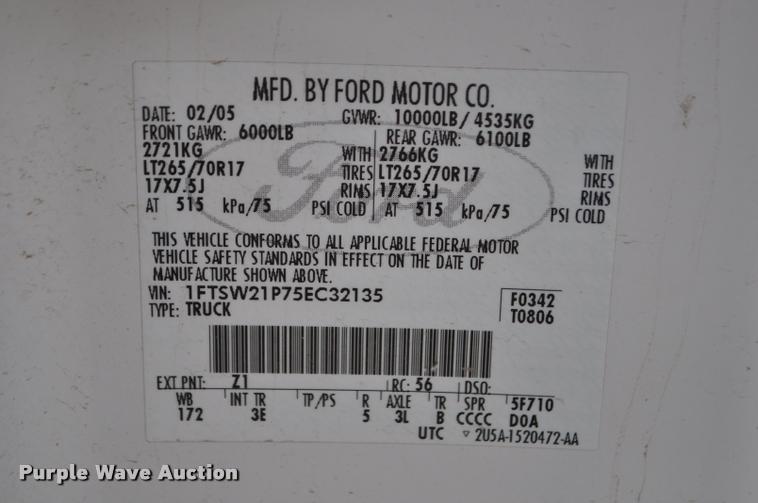 MFD. BY FORD MOTOR CO.
DATE: 02/05 GVWR: 10000LB/ 4535KG
FRONT GAWR: 6000LB REAR GAWR: 6100LB
2721KG WITH 2766KG WITH
LT265/70R17 TIRES LT265/70R17 TIRES
17X7.5J RIMS 17X7.5J RIMS
AT 515 kPa/75 PSI COLD AT 515 kPa/75 PSI COLD
Ford
THIS VEHICLE CONFORMS TO ALL APPLICABLE FEDERAL MOTOR
VEHICLE SAFETY STANDARDS IN EFFECT ON THE DATE OF
MANUFACTURE SHOWN ABOVE.
VIN: 1FTSW21P75EC32135 F0342
TYPE: TRUCK T0806
EXT PNT: Z1 RC: 56 DSO:
WB INT TR TP/PS R AXLE TR SPR 5F710
172 3E 5 3L B CCCC DOA
UTC ▽ 2U5A-1520472-AA
Purple Wave Auction